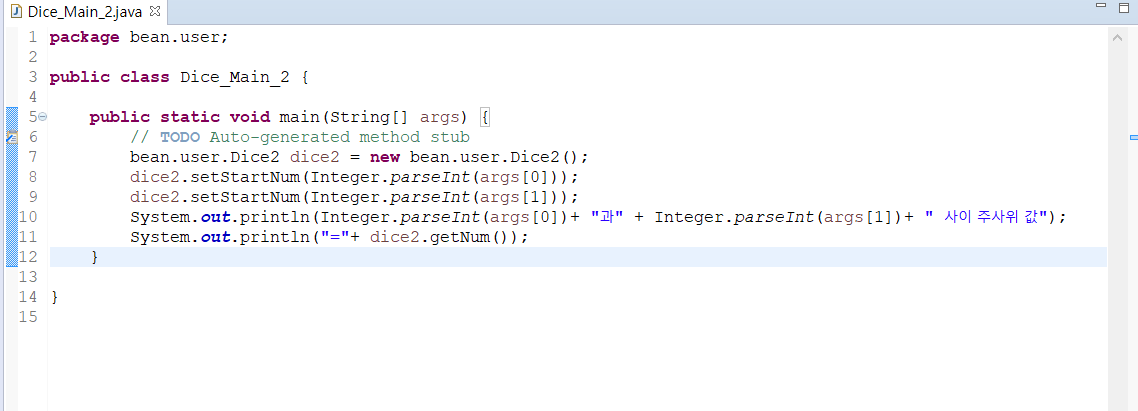 Dice_Main_2.java
1 package bean.user;
2
3 public class Dice_Main_2 {
4
5 public static void main(String[] args) {
6 // TODO Auto-generated method stub
7 bean.user.Dice2 dice2 = new bean.user.Dice2();
8 dice2.setStartNum(Integer.parseInt(args[0]));
9 dice2.setStartNum(Integer.parseInt(args[1]));
10 System.out.println(Integer.parseInt(args[0])+ "과" + Integer.parseInt(args[1])+ " 사이 주사위 값");
11 System.out.println("="+ dice2.getNum());
12 }
13
14 }
15